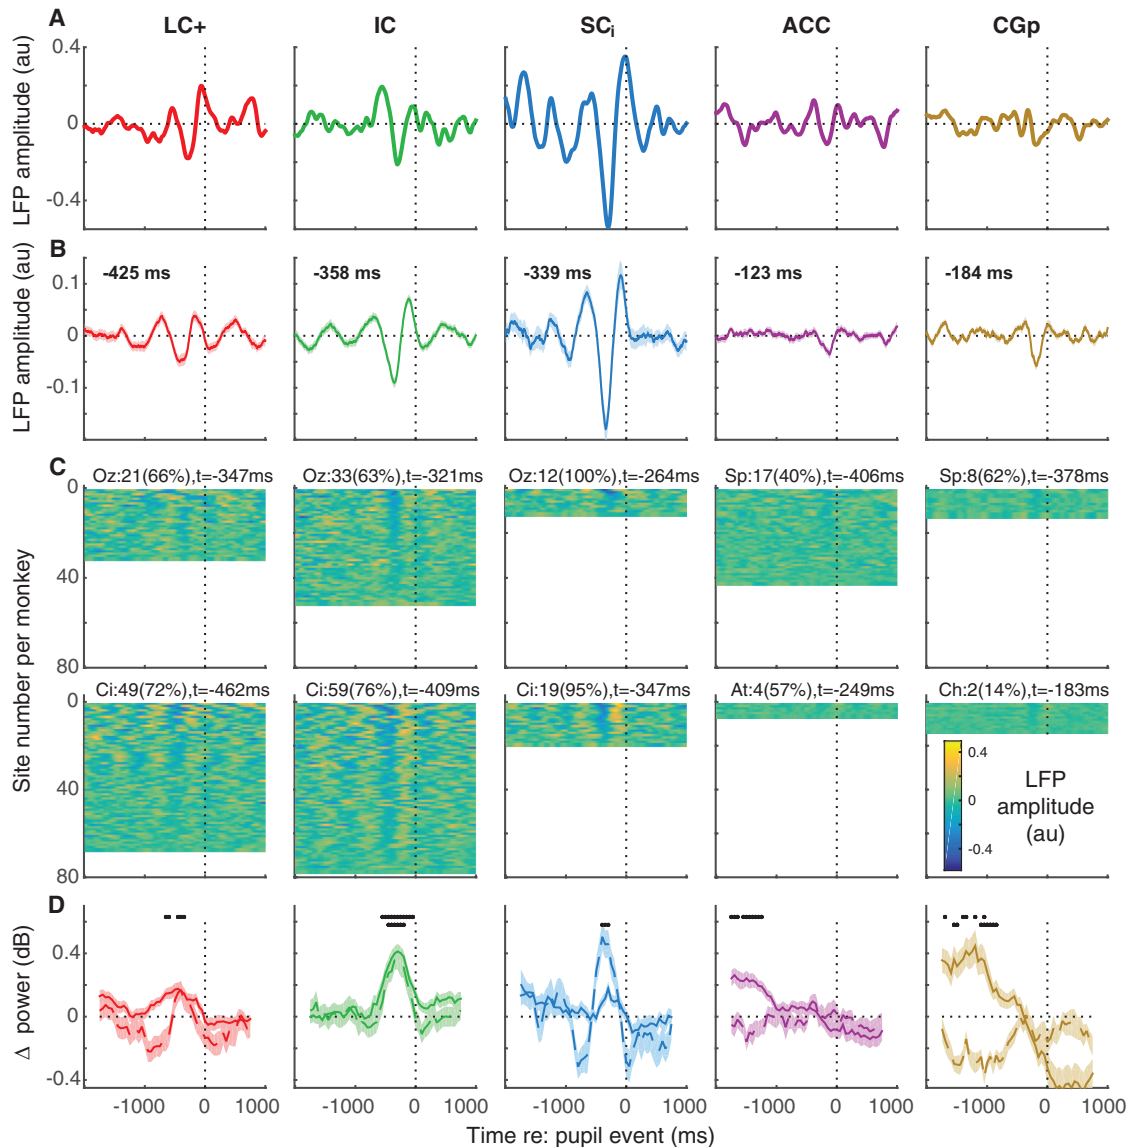 A LC+ IC SCi ACC CGp
LFP amplitude (au)
0.4
0
-0.4
B
LFP amplitude (au)
-425 ms -358 ms -339 ms -123 ms -184 ms
0.1
0
-0.1
C
Oz:21(66%),t=-347ms Oz:33(63%),t=-321ms Oz:12(100%),t=-264ms Sp:17(40%),t=-406ms Sp:8(62%),t=-378ms
Site number per monkey
0
40
80
Ci:49(72%),t=-462ms Ci:59(76%),t=-409ms Ci:19(95%),t=-347ms At:4(57%),t=-249ms Ch:2(14%),t=-183ms
0
40
80
0.4
0
-0.4
LFP
amplitude
(au)
D
Δ power (dB)
0.4
0
-0.4
-1000 0 1000 -1000 0 1000 -1000 0 1000 -1000 0 1000 -1000 0 1000
Time re: pupil event (ms)